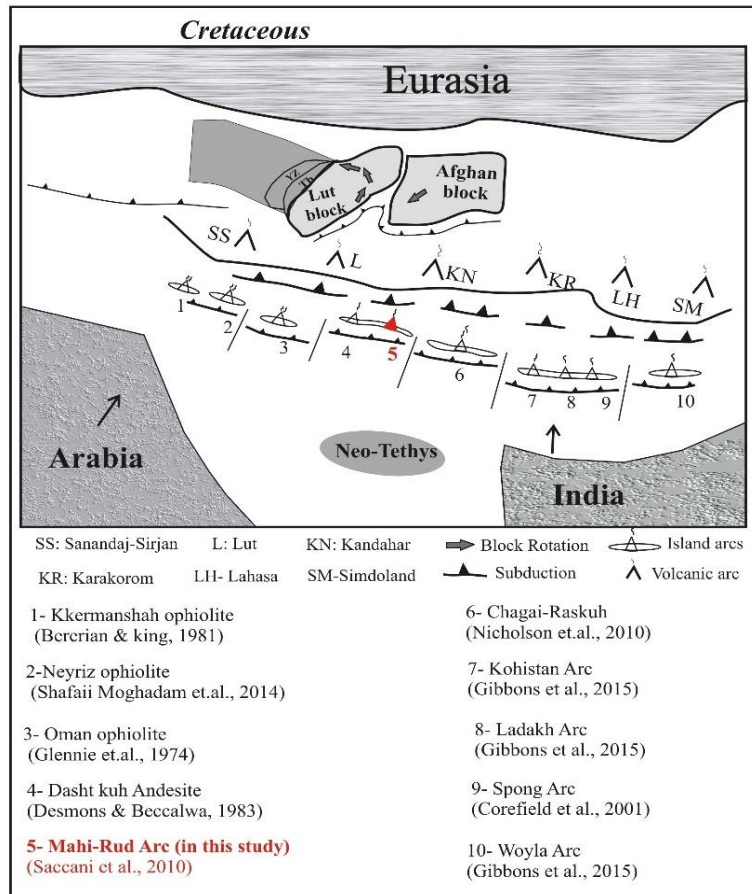 Cretaceous
Eurasia
YZ
Tb
Lut
block
Afghan
block
SS
L
KN
KR
LH
SM
1
2
3
4
5
6
7
8
9
10
Arabia
Neo-Tethys
India
SS: Sanandaj-Sirjan
L: Lut
KN: Kandahar
Block Rotation
Island arcs
KR: Karakorom
LH- Lahasa
SM-Simdoland
Subduction
Volcanic arc
1- Kkermanshah ophiolite
(Bererian & king, 1981)
2-Neyriz ophiolite
(Shafaii Moghadam et.al., 2014)
3- Oman ophiolite
(Glennie et.al., 1974)
4- Dasht kuh Andesite
(Desmons & Beccalwa, 1983)
5- Mahi-Rud Arc (in this study)
(Saccani et al., 2010)
6- Chagai-Raskuh
(Nicholson et.al., 2010)
7- Kohistan Arc
(Gibbons et al., 2015)
8- Ladakh Arc
(Gibbons et al., 2015)
9- Spong Arc
(Corefield et al., 2001)
10- Woyla Arc
(Gibbons et al., 2015)